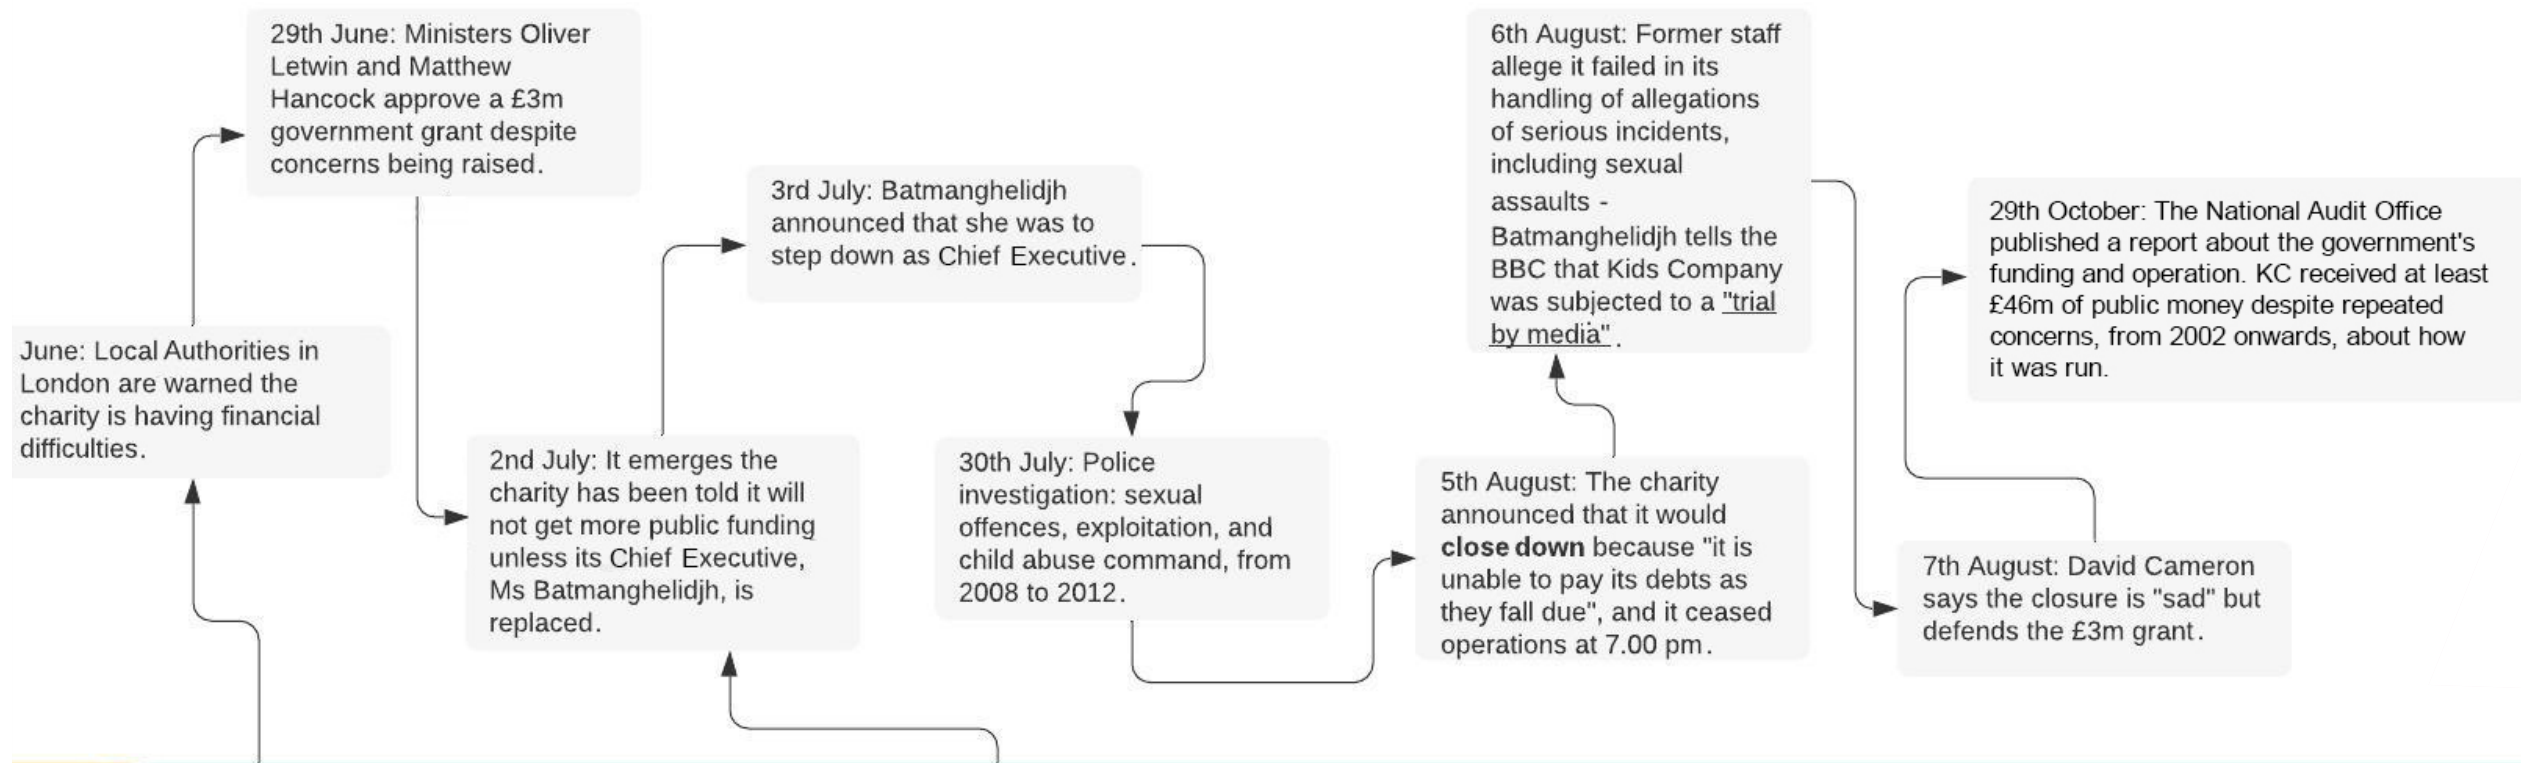 June: Local Authorities in
London are warned the
charity is having financial
difficulties.
29th June: Ministers Oliver
Letwin and Matthew
Hancock approve a £3m
government grant despite
concerns being raised.
2nd July: It emerges the
charity has been told it will
not get more public funding
unless its Chief Executive,
Ms Batmanghelidjh, is
replaced.
3rd July: Batmanghelidjh
announced that she was to
step down as Chief Executive.
30th July: Police
investigation: sexual
offences, exploitation, and
child abuse command, from
2008 to 2012.
5th August: The charity
announced that it would
close down because "it is
unable to pay its debts as
they fall due", and it ceased
operations at 7.00 pm.
6th August: Former staff
allege it failed in its
handling of allegations
of serious incidents,
including sexual
assaults -
Batmanghelidjh tells the
BBC that Kids Company
was subjected to a "trial
by media".
7th August: David Cameron
says the closure is "sad" but
defends the £3m grant.
29th October: The National Audit Office
published a report about the government's
funding and operation. KC received at least
£46m of public money despite repeated
concerns, from 2002 onwards, about how
it was run.